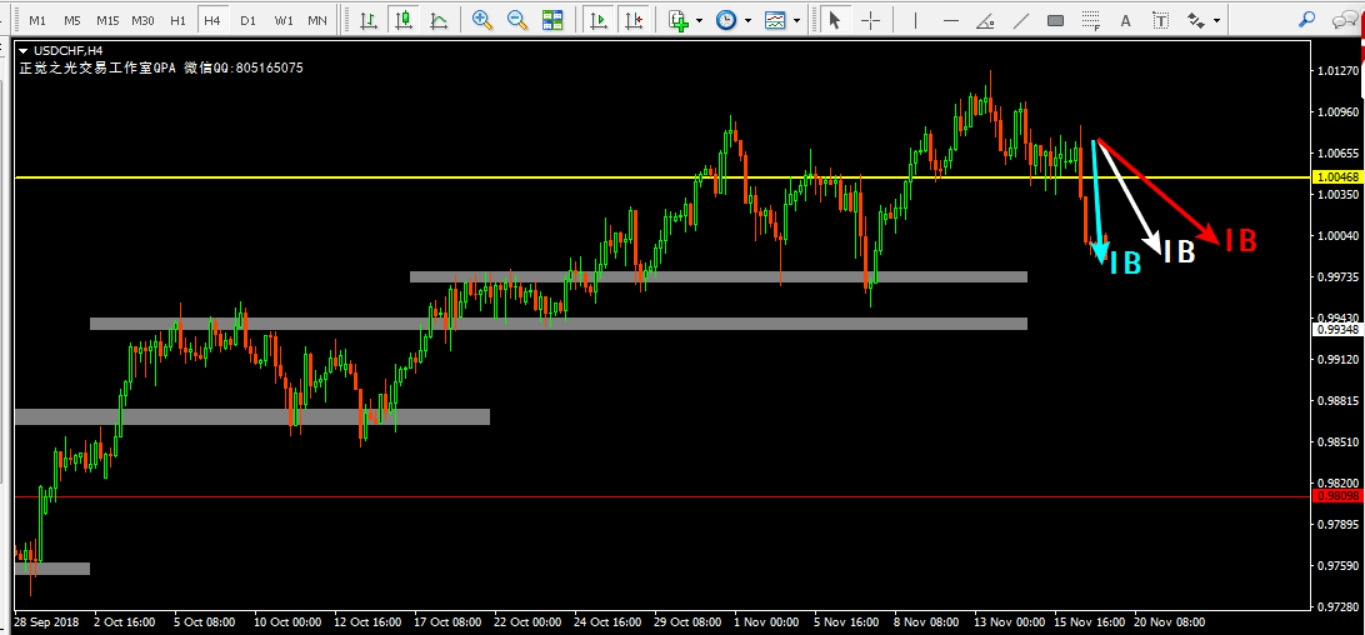 M1 M5 M15 M30 H1 H4 D1 W1 MN F A T
USDCHF,H4
正觉之光交易工作室QPA 微信QQ:805165075
1.01270
1.00960
1.00655
1.00468
1.00350
1.00040
0.99735
0.99430
0.99348
0.99120
0.98815
0.98510
0.98200
0.98098
0.97895
0.97590
0.97280
IB
IB
IB
28 Sep 2018 2 Oct 16:00 5 Oct 08:00 10 Oct 00:00 12 Oct 16:00 17 Oct 08:00 22 Oct 00:00 24 Oct 16:00 29 Oct 08:00 1 Nov 00:00 5 Nov 16:00 8 Nov 08:00 13 Nov 00:00 15 Nov 16:00 20 Nov 08:00